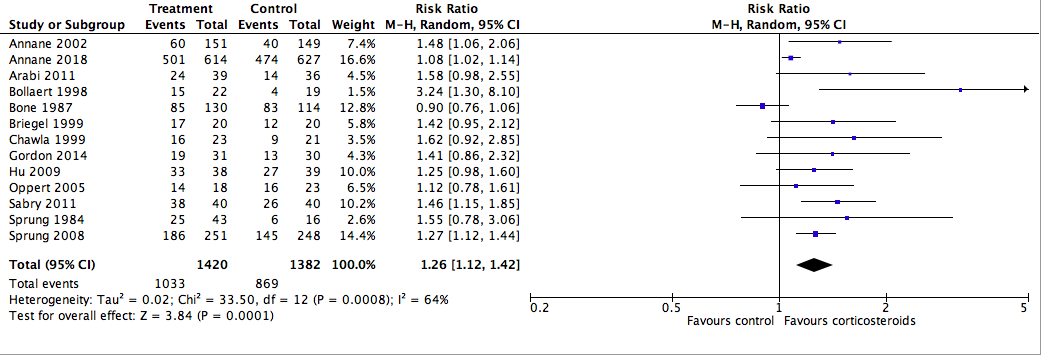 Treatment Control Risk Ratio Risk Ratio
Study or Subgroup Events Total Events Total Weight M-H, Random, 95% CI M-H, Random, 95% CI
Annane 2002 60 151 40 149 7.4% 1.48 [1.06, 2.06]
Annane 2018 501 614 474 627 16.6% 1.08 [1.02, 1.14]
Arabi 2011 24 39 14 36 4.5% 1.58 [0.98, 2.55]
Bollaert 1998 15 22 4 19 1.5% 3.24 [1.30, 8.10]
Bone 1987 85 130 83 114 12.8% 0.90 [0.76, 1.06]
Briegel 1999 17 20 12 20 5.8% 1.42 [0.95, 2.12]
Chawla 1999 16 23 9 21 3.4% 1.62 [0.92, 2.85]
Gordon 2014 19 31 13 30 4.3% 1.41 [0.86, 2.32]
Hu 2009 33 38 27 39 10.0% 1.25 [0.98, 1.60]
Oppert 2005 14 18 16 23 6.5% 1.12 [0.78, 1.61]
Sabry 2011 38 40 26 40 10.2% 1.46 [1.15, 1.85]
Sprung 1984 25 43 6 16 2.5% 1.55 [0.78, 3.06]
Sprung 2008 186 251 145 248 14.4% 1.27 [1.12, 1.44]
Total (95% CI) 1420 1382 100.0% 1.26 [1.12, 1.42]
Total events 1033 869
Heterogeneity: Tau² = 0.02; Chi² = 33.50, df = 12 (P = 0.0008); I² = 64%
Test for overall effect: Z = 3.84 (P = 0.0001)
0.2 0.5 1 2 5
Favours control Favours corticosteroids